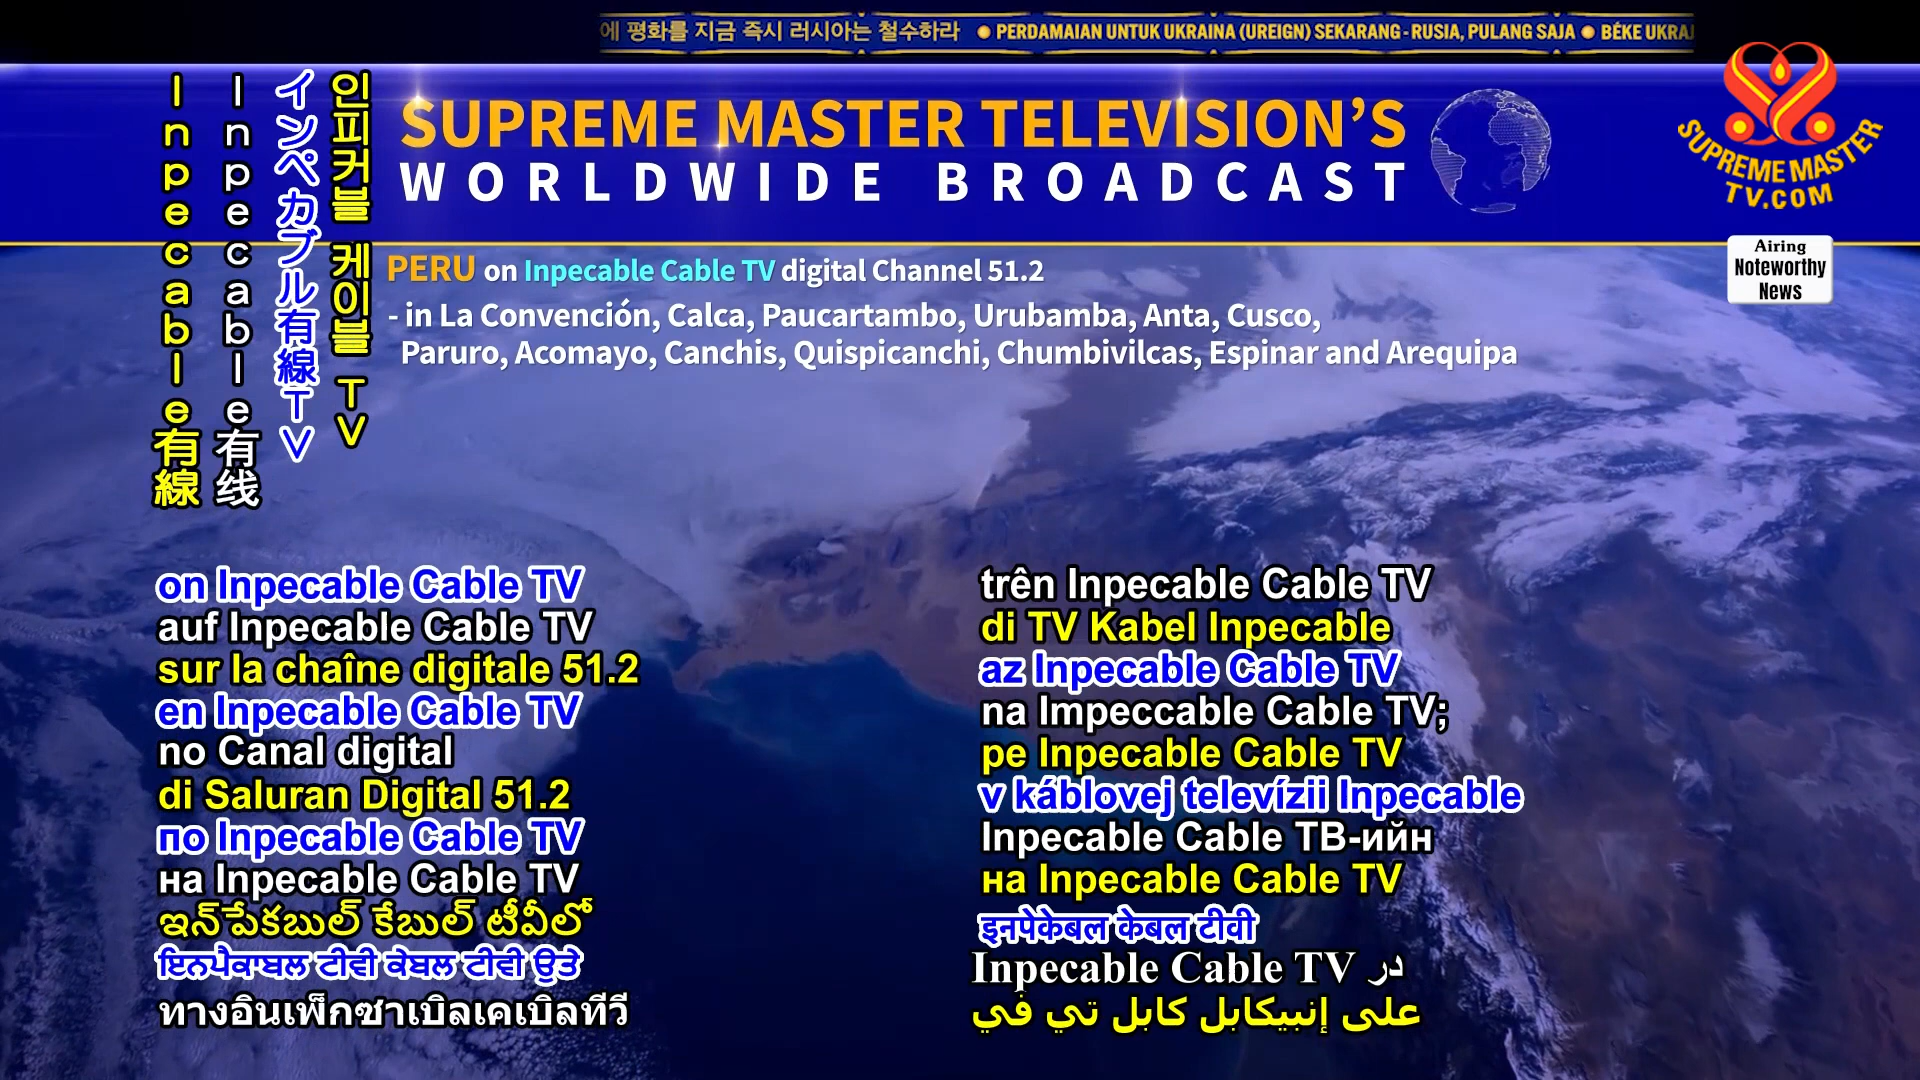 에 평화를 지금 즉시 러시아는 철수하라 ● PERDAMAIAN UNTUK UKRAINA (UREIGN) SEKARANG - RUSIA, PULANG SAJA ● BÉKE
SUPREME MASTER TELEVISION’S
WORLDWIDE BROADCAST
SUPREME MASTER
TV.COM
Airing
Noteworthy
News
PERU on Inpecable Cable TV digital Channel 51.2
- in La Convención, Calca, Paucartambo, Urubamba, Anta, Cusco,
Paruro, Acomayo, Canchis, Quispicanchi, Chumbivilcas, Espinar and Arequipa
인피커블 케이블 TV
インペカブル有線TV
Inpecable有线
Inpecable有線
on Inpecable Cable TV
auf Inpecable Cable TV
sur la chaîne digitale 51.2
en Inpecable Cable TV
no Canal digital
di Saluran Digital 51.2
по Inpecable Cable TV
на Inpecable Cable TV
ఇన్‌పేకబుల్ కేబుల్ టీవీలో
ਇਨਪੈਕਾਬਲ ਟੀਵੀ ਕੇਬਲ ਟੀਵੀ ਉਤੇ
ทางอินเพ็กซาเบิลเคเบิลทีวี
trên Inpecable Cable TV
di TV Kabel Inpecable
az Inpecable Cable TV
na Impeccable Cable TV;
pe Inpecable Cable TV
v káblovej televízii Inpecable
Inpecable Cable ТВ-ийн
на Inpecable Cable TV
इनपेकेबल केबल टीवी
در Inpecable Cable TV
على إنبيكابل كابل تي في